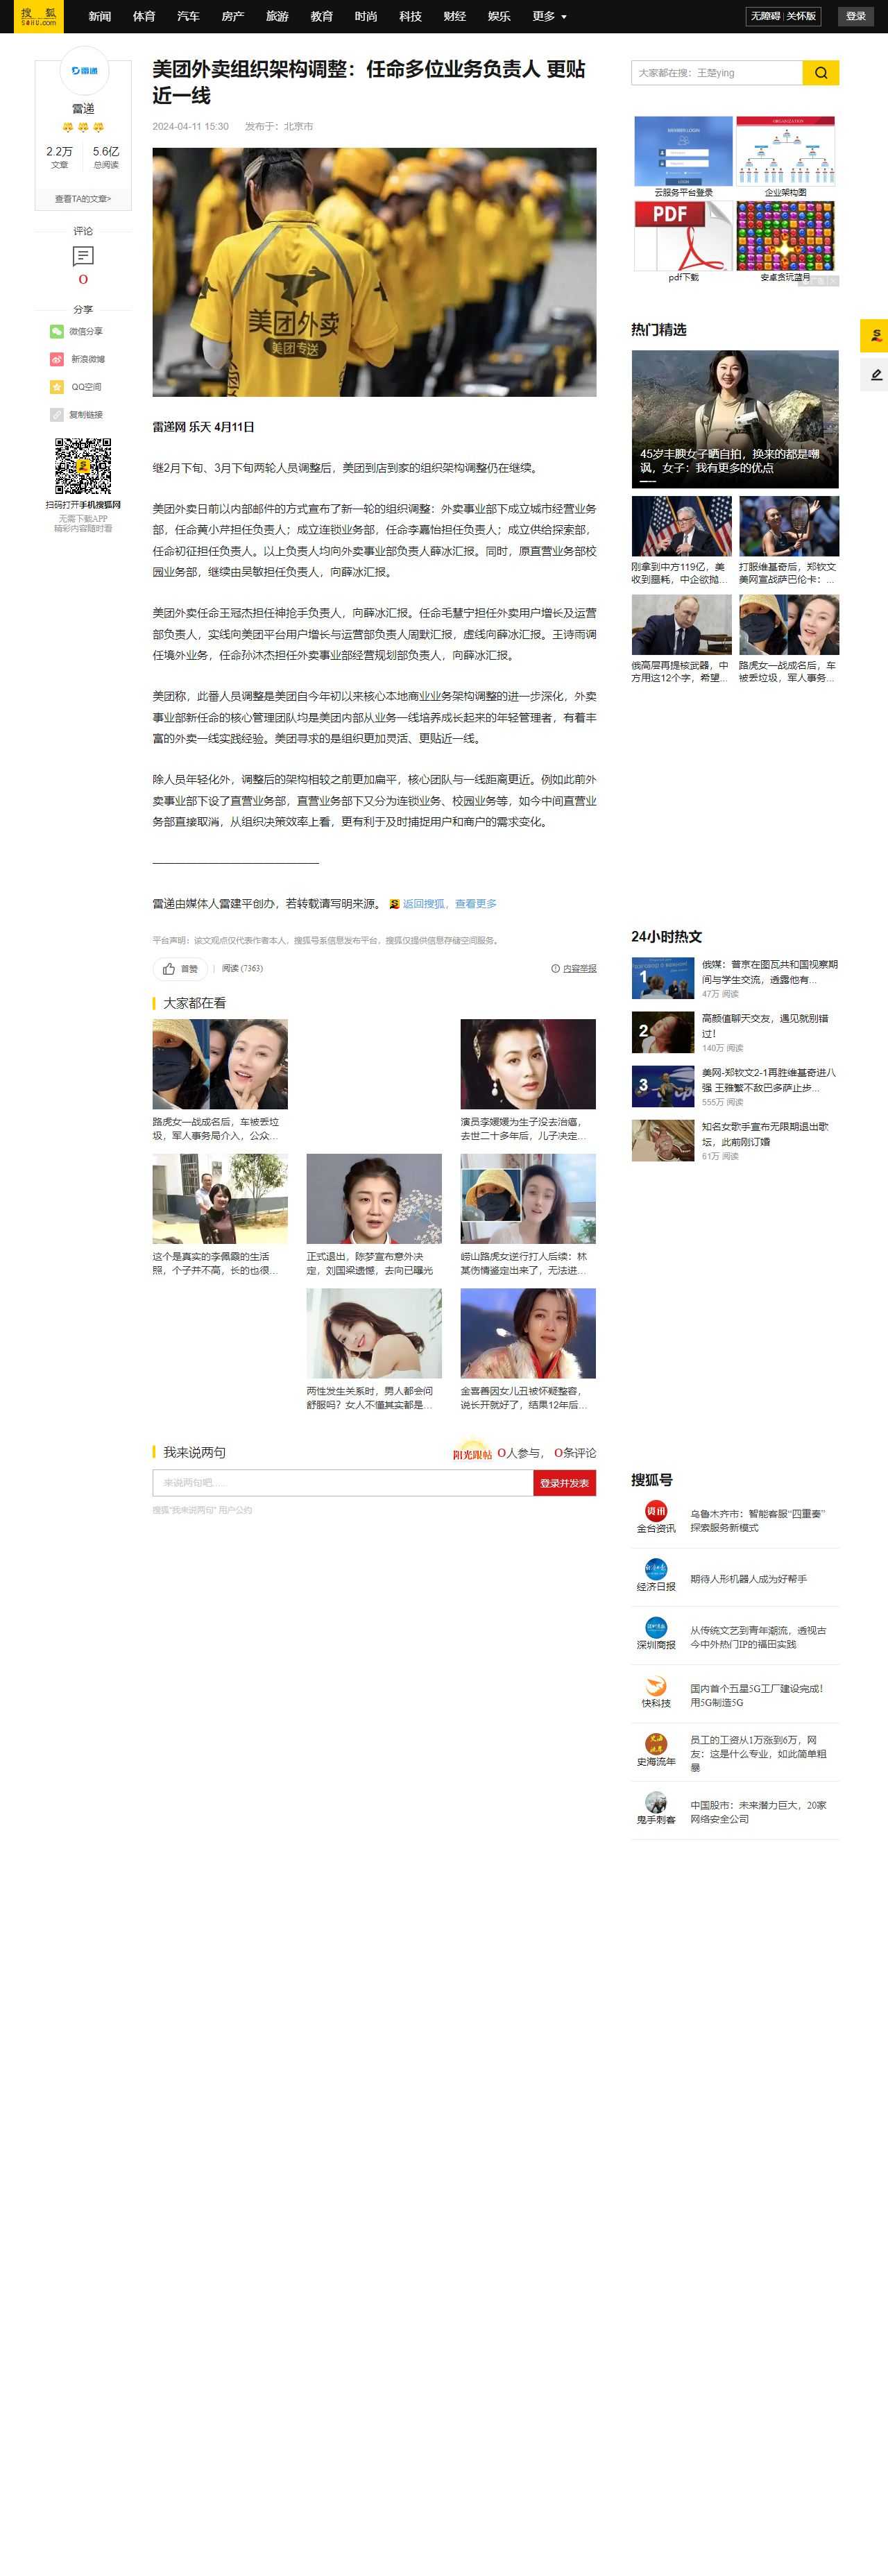 搜 狐
SOHU.com
新闻 体育 汽车 房产 旅游 教育 时尚 科技 财经 娱乐 更多
无障碍 | 关怀版
登录
雷递
雷递
2.2万 5.6亿
文章 总阅读
查看TA的文章>
评论
0
分享
微信分享
新浪微博
QQ空间
复制链接
扫码打开手机搜狐网
无需下载APP
精彩内容随时看
美团外卖组织架构调整：任命多位业务负责人 更贴
近一线
2024-04-11 15:30 发布于：北京市
美团外卖
美团专送
雷递网 乐天 4月11日
继2月下旬、3月下旬两轮人员调整后，美团到店到家的组织架构调整仍在继续。
美团外卖日前以内部邮件的方式宣布了新一轮的组织调整：外卖事业部下成立城市经营业务
部，任命黄小芹担任负责人；成立连锁业务部，任命李嘉怡担任负责人；成立供给探索部，
任命初征担任负责人。以上负责人均向外卖事业部负责人薛冰汇报。同时，原直营业务部校
园业务部，继续由吴敏担任负责人，向薛冰汇报。
美团外卖任命王冠杰担任神抢手负责人，向薛冰汇报。任命毛慧宁担任外卖用户增长及运营
部负责人，实线向美团平台用户增长与运营部负责人周默汇报，虚线向薛冰汇报。王诗雨调
任境外业务，任命孙沐杰担任外卖事业部经营规划部负责人，向薛冰汇报。
美团称，此番人员调整是美团自今年初以来核心本地商业业务架构调整的进一步深化，外卖
事业部新任命的核心管理团队均是美团内部从业务一线培养成长起来的年轻管理者，有着丰
富的外卖一线实践经验。美团寻求的是组织更加灵活、更贴近一线。
除人员年轻化外，调整后的架构相较之前更加扁平，核心团队与一线距离更近。例如此前外
卖事业部下设了直营业务部，直营业务部下又分为连锁业务、校园业务等，如今中间直营业
务部直接取消，从组织决策效率上看，更有利于及时捕捉用户和商户的需求变化。
雷递由媒体人雷建平创办，若转载请写明来源。 返回搜狐，查看更多
平台声明：该文观点仅代表作者本人，搜狐号系信息发布平台，搜狐仅提供信息存储空间服务。
首赞 | 阅读 (7363) 内容举报
大家都在看
路虎女一战成名后，车被丢垃
圾，军人事务局介入，公众...
演员李媛媛为生子没去治癌，
去世二十多年后，儿子决定...
这个是真实的李佩霞的生活
照，个子并不高，长的也很...
正式退出，陈梦宣布意外决
定，刘国梁遗憾，去向已曝光
崂山路虎女逆行打人后续：林
某伤情鉴定出来了，无法进...
两性发生关系时，男人都会问
舒服吗？女人不懂其实都是...
金喜善因女儿丑被怀疑整容，
说长开就好了，结果12年后...
我来说两句
阳光跟帖 0人参与， 0条评论
来说两句吧......
登录并发表
搜狐“我来说两句” 用户公约
大家都在搜：王楚ying
MEMBER LOGIN
LOGIN
云服务平台登录
ORGANIZATION
企业架构图
PDF
pdf下载
安卓贪玩蓝月
热门精选
45岁丰腴女子晒自拍，换来的都是嘲
讽，女子：我有更多的优点
刚拿到中方119亿，美
收到噩耗，中企欲抛...
打服维基奇后，郑钦文
美网宣战萨巴伦卡：...
俄高层再提核武器，中
方用这12个字，希望...
路虎女一战成名后，车
被丢垃圾，军人事务...
24小时热文
1
俄媒：普京在图瓦共和国视察期
间与学生交流，透露他有...
47万 阅读
2
高颜值聊天交友，遇见就别错
过！
140万 阅读
3
美网-郑钦文2-1再胜维基奇进八
强 王雅繁不敌巴多萨止步...
555万 阅读
知名女歌手宣布无限期退出歌
坛，此前刚订婚
61万 阅读
搜狐号
资讯
金台资讯
乌鲁木齐市：智能客服“四重奏”
探索服务新模式
经济日报
期待人形机器人成为好帮手
深圳商报
从传统文艺到青年潮流，透视古
今中外热门IP的福田实践
快科技
国内首个五星5G工厂建设完成！
用5G制造5G
史海流年
员工的工资从1万涨到6万，网
友：这是什么专业，如此简单粗
暴
鬼手刺客
中国股市：未来潜力巨大，20家
网络安全公司